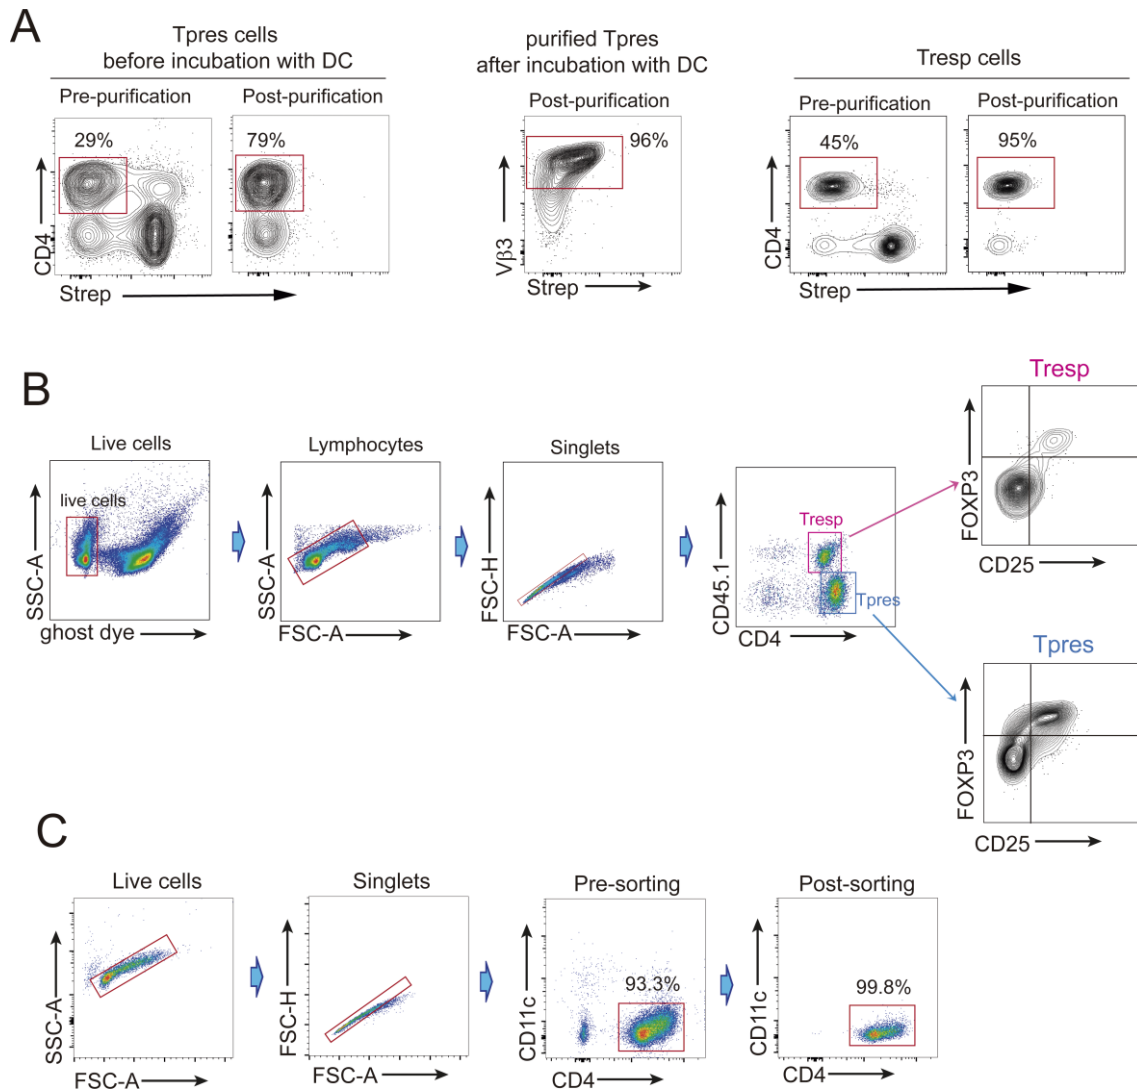 A
Tpres cells
before incubation with DC
Pre-purification
Post-purification
29%
79%
CD4
Strep
purified Tpres
after incubation with DC
Post-purification
96%
Vβ3
Strep
Tresp cells
Pre-purification
Post-purification
45%
95%
CD4
Strep
B
Live cells
live cells
SSC-A
ghost dye
Lymphocytes
SSC-A
FSC-A
Singlets
FSC-H
FSC-A
Tresp
Tpres
CD45.1
CD4
Tresp
FOXP3
CD25
Tpres
FOXP3
CD25
C
Live cells
SSC-A
FSC-A
Singlets
FSC-H
FSC-A
Pre-sorting
93.3%
CD11c
CD4
Post-sorting
99.8%
CD11c
CD4